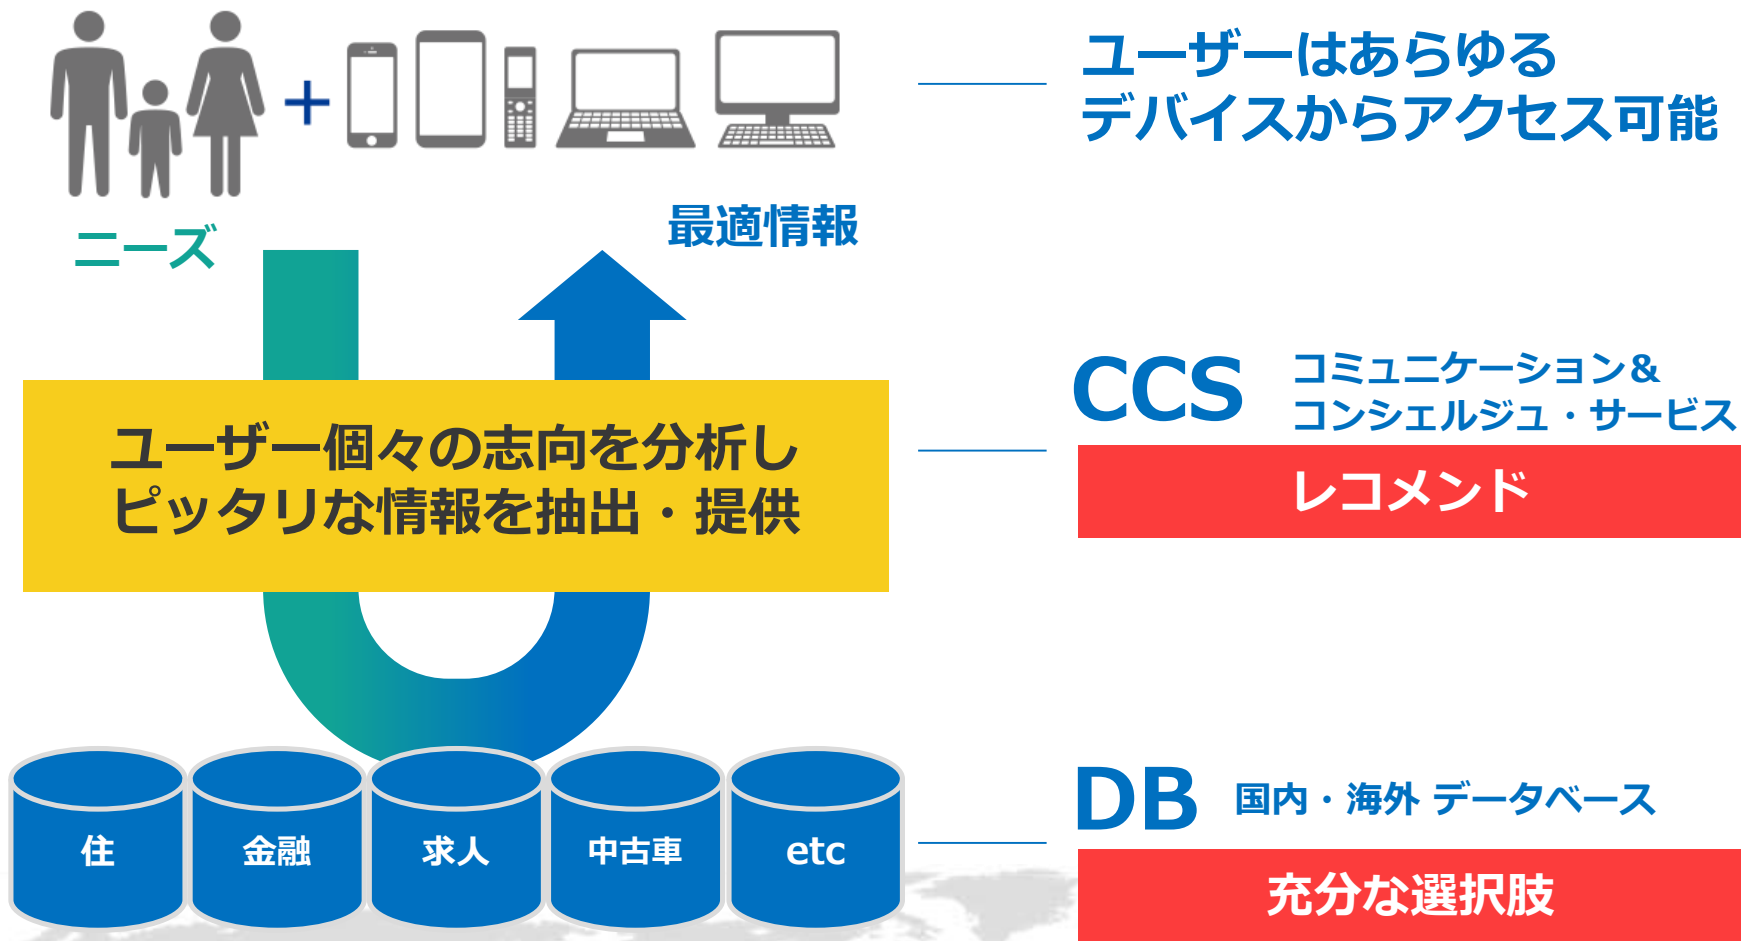 ユーザーはあらゆる
デバイスからアクセス可能
ニーズ
最適情報
ユーザー個々の志向を分析し
ピッタリな情報を抽出・提供
CCS
コミュニケーション＆
コンシェルジュ・サービス
レコメンド
住
金融
求人
中古車
etc
DB
国内・海外 データベース
充分な選択肢